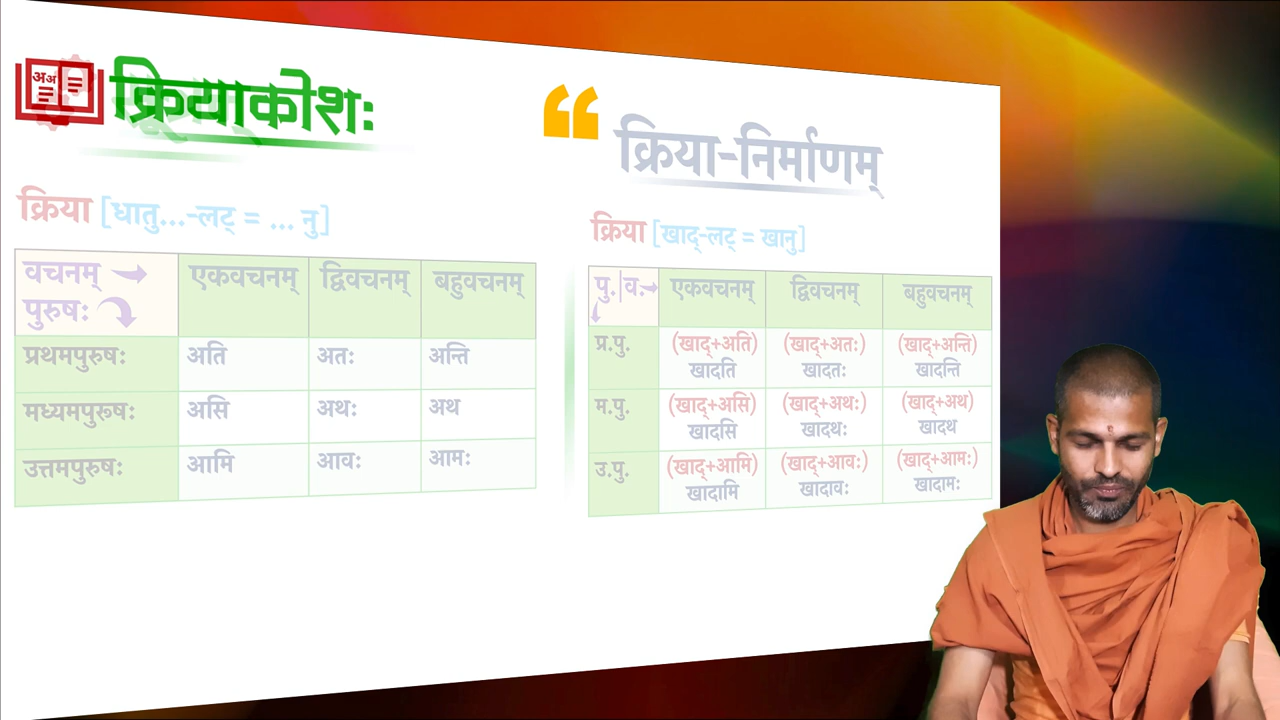 क्रियाकोशः
“
क्रिया-निर्माणम्
क्रिया [धातु...-लट् = ... नु]
वचनम् → एकवचनम् द्विवचनम् बहुवचनम्
पुरुषः
प्रथमपुरुषः अति अतः अन्ति
मध्यमपुरूषः असि अथः अथ
उत्तमपुरुषः आमि आवः आमः
क्रिया [खाद्-लट् = खानु]
पु.|व.→ एकवचनम् द्विवचनम् बहुवचनम्
प्र.पु. (खाद्+अति) (खाद्+अतः) (खाद्+अन्ति)
खादति खादतः खादन्ति
म.पु. (खाद्+असि) (खाद्+अथः) (खाद्+अथ)
खादसि खादथः खादथ
उ.पु. (खाद्+आमि) (खाद्+आवः) (खाद्+आमः)
खादामि खादावः खादामः